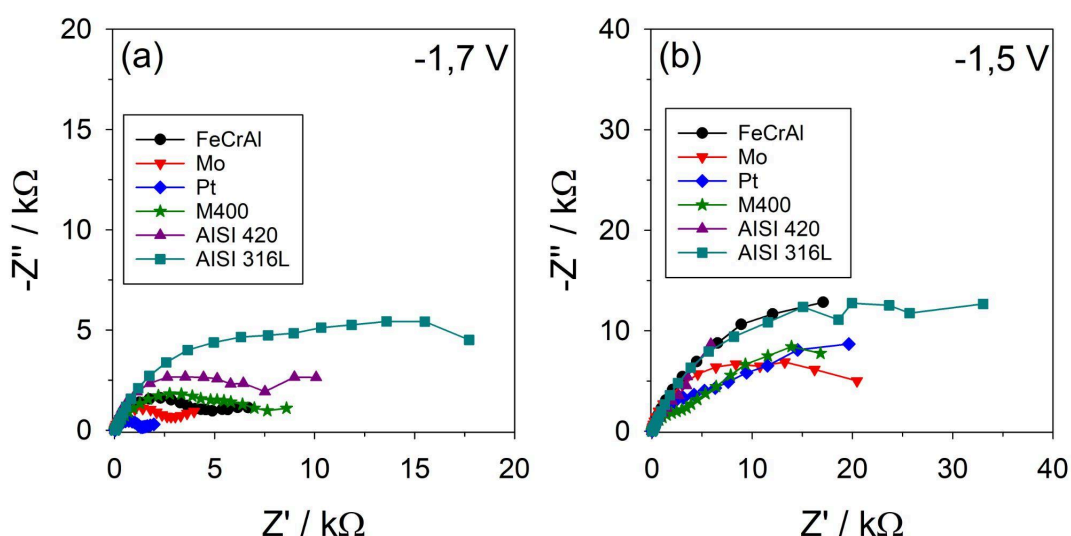 (a)
-1,7 V
20
15
10
5
0
-Z" / kΩ
FeCrAl
Mo
Pt
M400
AISI 420
AISI 316L
0 5 10 15 20
Z' / kΩ
(b)
-1,5 V
40
30
20
10
0
-Z" / kΩ
FeCrAl
Mo
Pt
M400
AISI 420
AISI 316L
0 10 20 30 40
Z' / kΩ